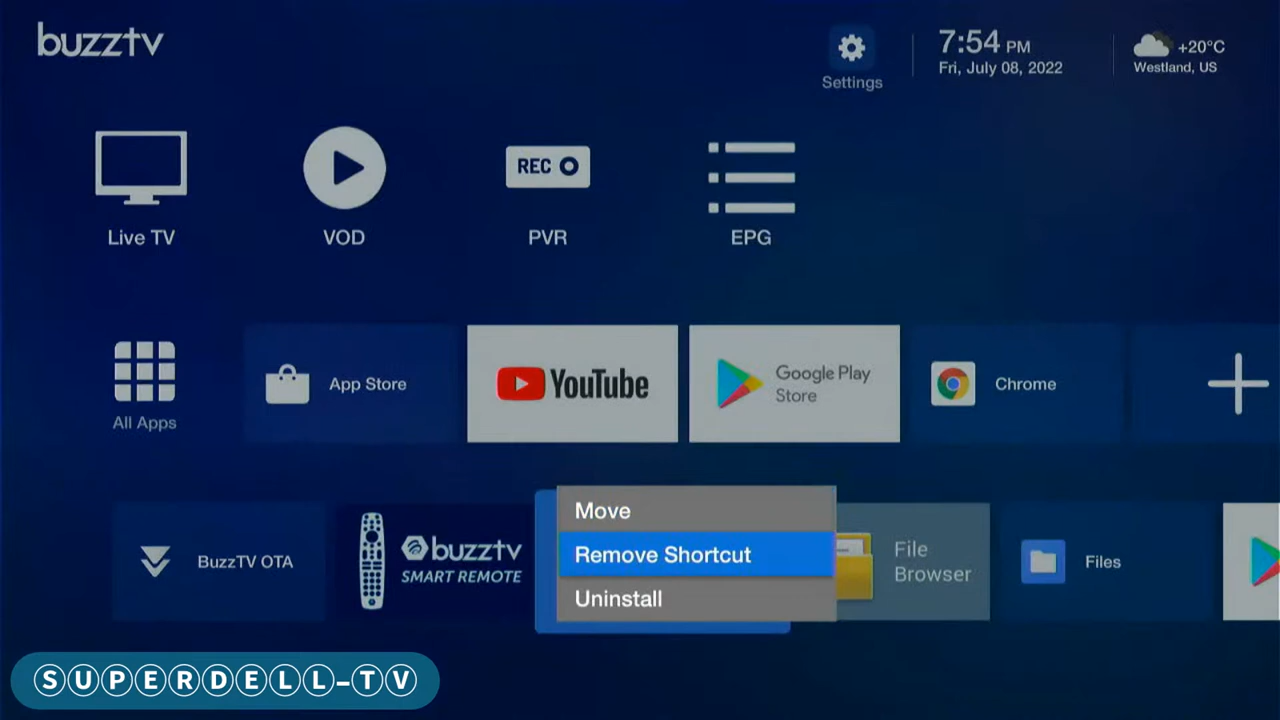 buzztv
Settings
7:54 PM
Fri, July 08, 2022
+20°C
Westland, US
Live TV
VOD
REC
PVR
EPG
All Apps
App Store
YouTube
Google Play
Store
Chrome
BuzzTV OTA
buzztv
SMART REMOTE
Move
Remove Shortcut
Uninstall
File
Browser
Files
ⓈⓊⓅⒺⓇⒹⒺⓁⓁ-ⓉⓋ